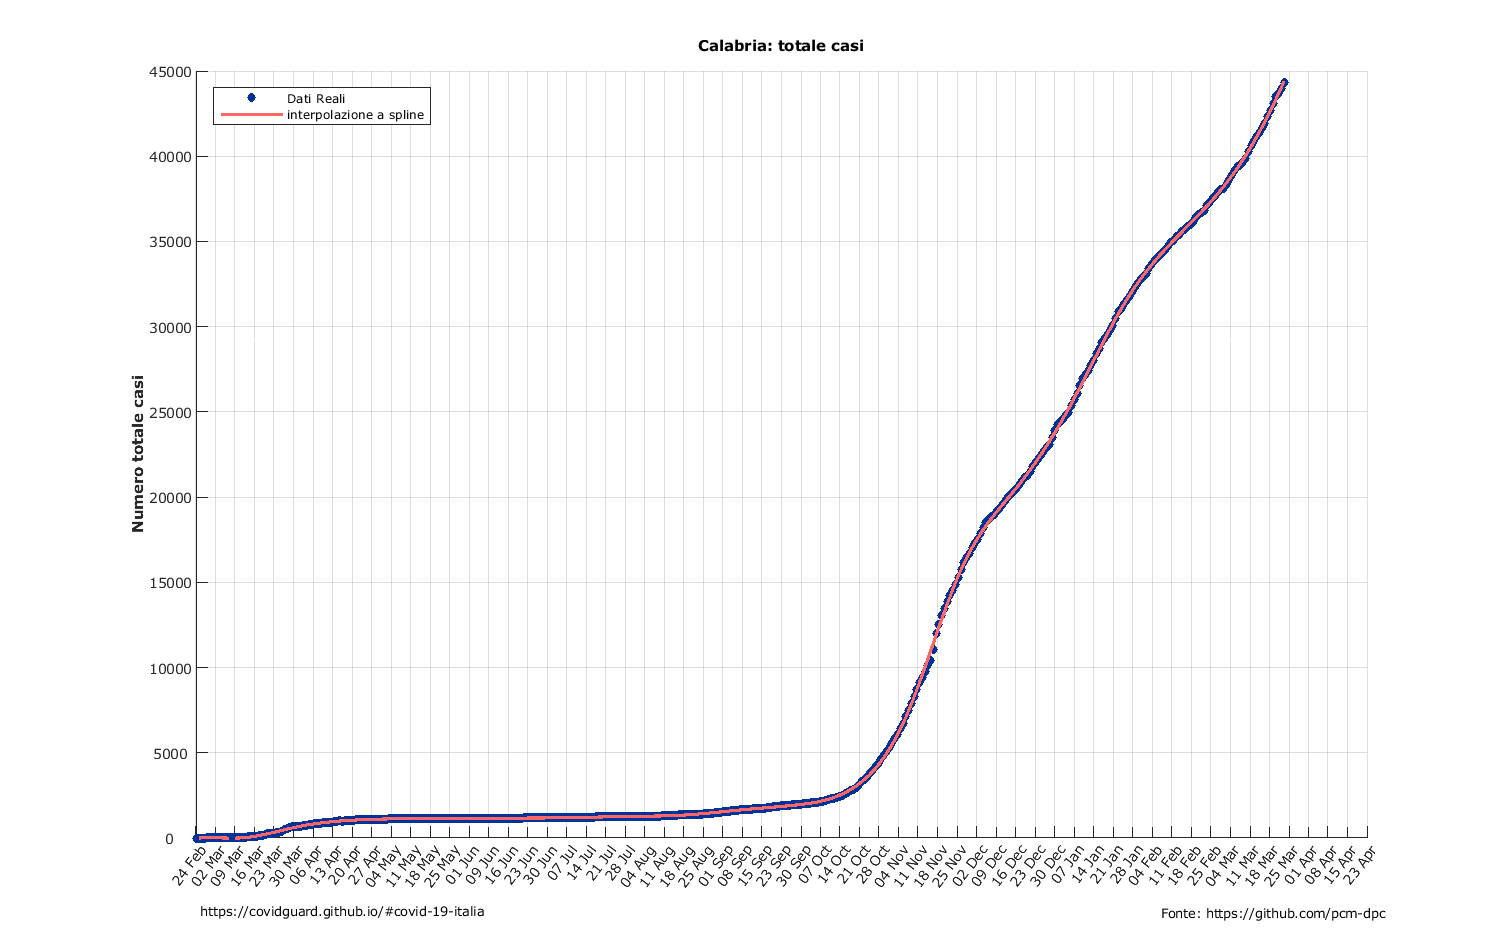 Calabria: totale casi
Dati Reali
interpolazione a spline
Numero totale casi
45000
40000
35000
30000
25000
20000
15000
10000
5000
0
24 Feb
02 Mar
09 Mar
16 Mar
23 Mar
30 Mar
06 Apr
13 Apr
20 Apr
27 Apr
04 May
11 May
18 May
25 May
01 Jun
09 Jun
16 Jun
23 Jun
30 Jun
07 Jul
14 Jul
21 Jul
28 Jul
04 Aug
11 Aug
18 Aug
25 Aug
01 Sep
08 Sep
15 Sep
23 Sep
30 Sep
07 Oct
14 Oct
21 Oct
28 Oct
04 Nov
11 Nov
18 Nov
25 Nov
02 Dec
09 Dec
16 Dec
23 Dec
30 Dec
07 Jan
14 Jan
21 Jan
28 Jan
04 Feb
11 Feb
18 Feb
25 Feb
04 Mar
11 Mar
18 Mar
25 Mar
01 Apr
08 Apr
15 Apr
23 Apr
https://covidguard.github.io/#covid-19-italia
Fonte: https://github.com/pcm-dpc